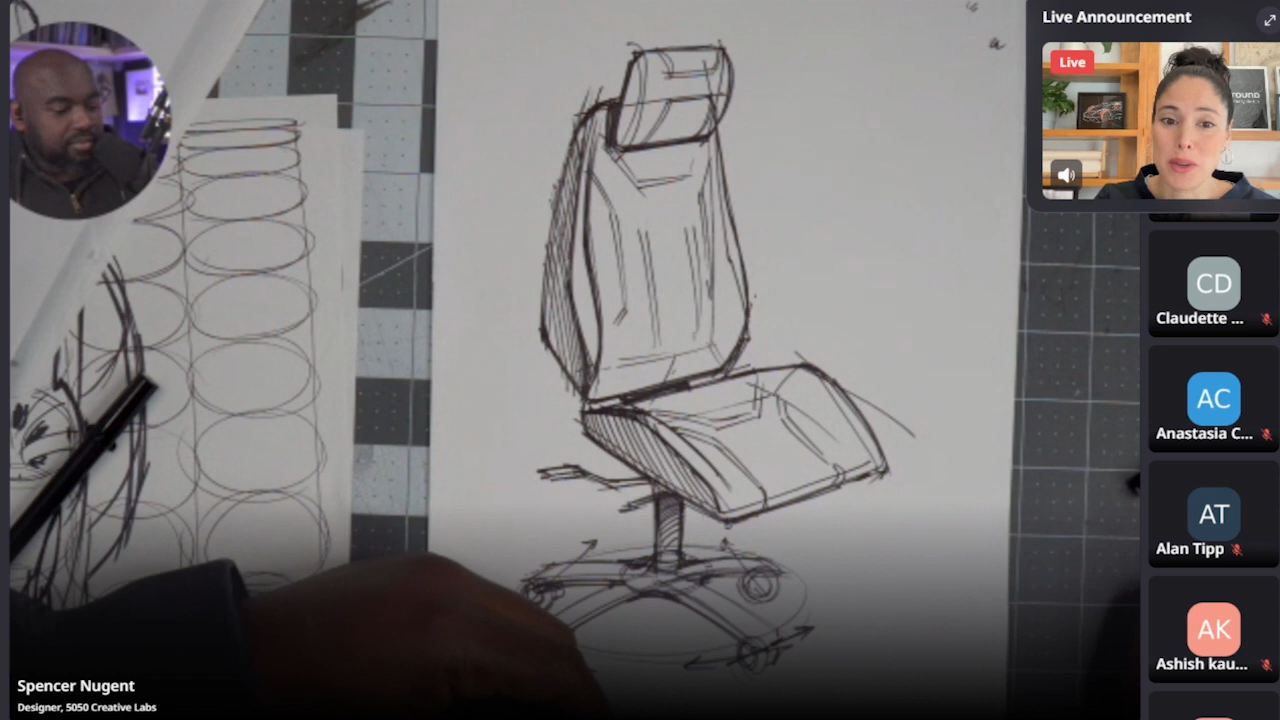 Live Announcement
Live
ROUND
CD
Claudette ...
AC
Anastasia C...
AT
Alan Tipp
AK
Ashish kau...
Spencer Nugent
Designer, 5050 Creative Labs